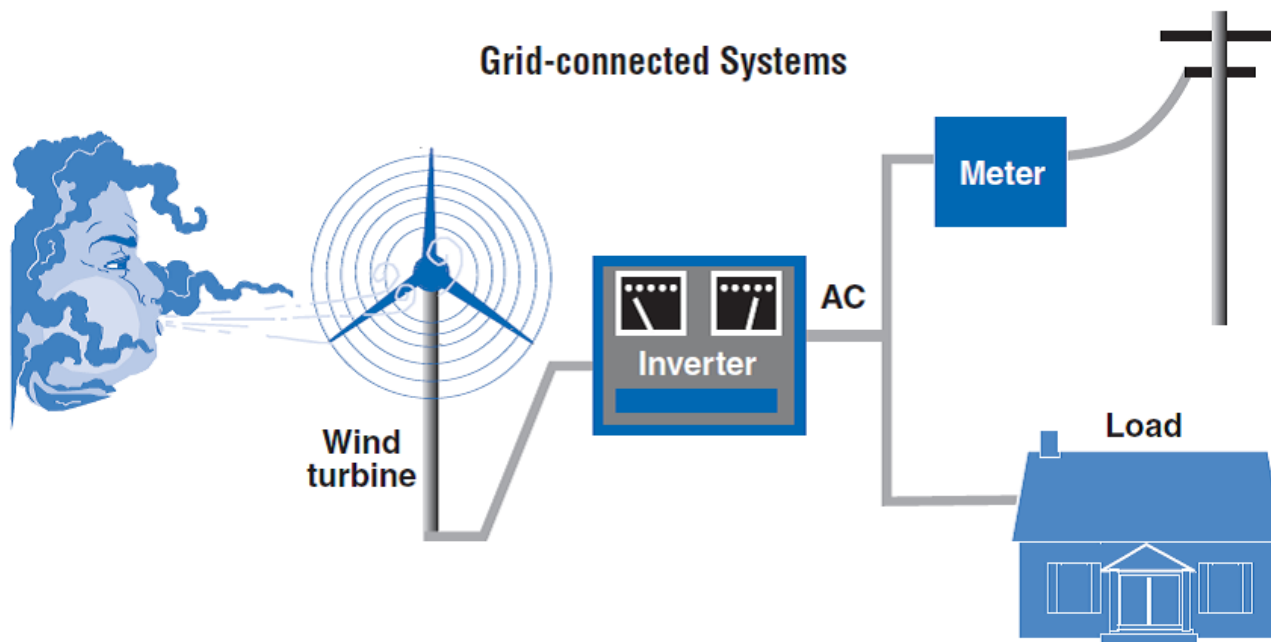 Grid-connected Systems
Meter
AC
Inverter
Wind
turbine
Load